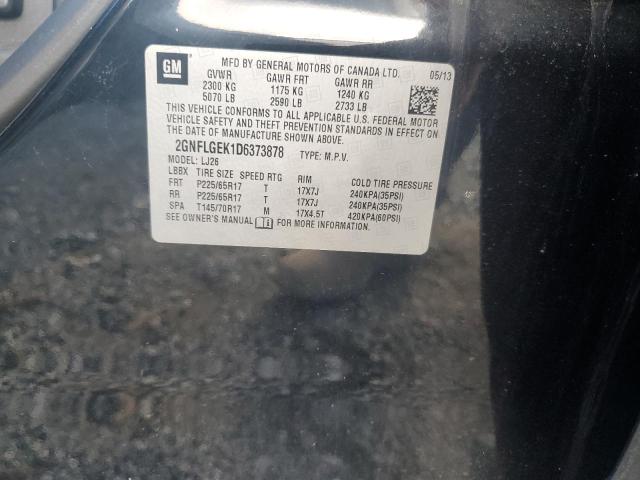 GM
MFD BY GENERAL MOTORS OF CANADA LTD. 05/13
GVWR GAWR FRT GAWR RR
2300 KG 1175 KG 1240 KG
5070 LB 2590 LB 2733 LB
THIS VEHICLE CONFORMS TO ALL APPLICABLE U.S. FEDERAL MOTOR
VEHICLE SAFETY AND THEFT PREVENTION STANDARDS IN EFFECT ON
THE DATE OF MANUFACTURE SHOWN ABOVE.
2GNFLGEK1D6373878 TYPE: M.P.V.
MODEL: LJ26
LBBX TIRE SIZE SPEED RTG RIM COLD TIRE PRESSURE
FRT P225/65R17 T 17X7J 240KPA(35PSI)
RR P225/65R17 T 17X7J 240KPA(35PSI)
SPA T145/70R17 M 17X4.5T 420KPA(60PSI)
SEE OWNER'S MANUAL FOR MORE INFORMATION.